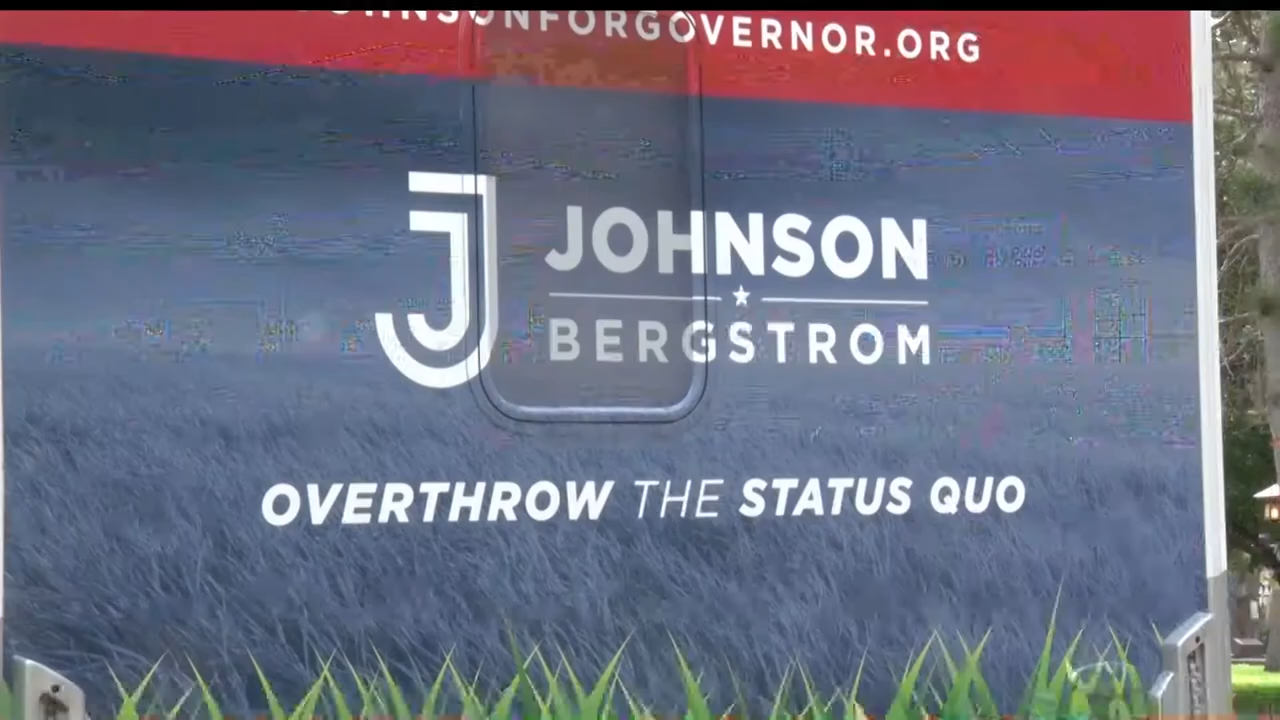 JOHNSONFORGOVERNOR.ORG
J
JOHNSON
BERGSTROM
OVERTHROW THE STATUS QUO